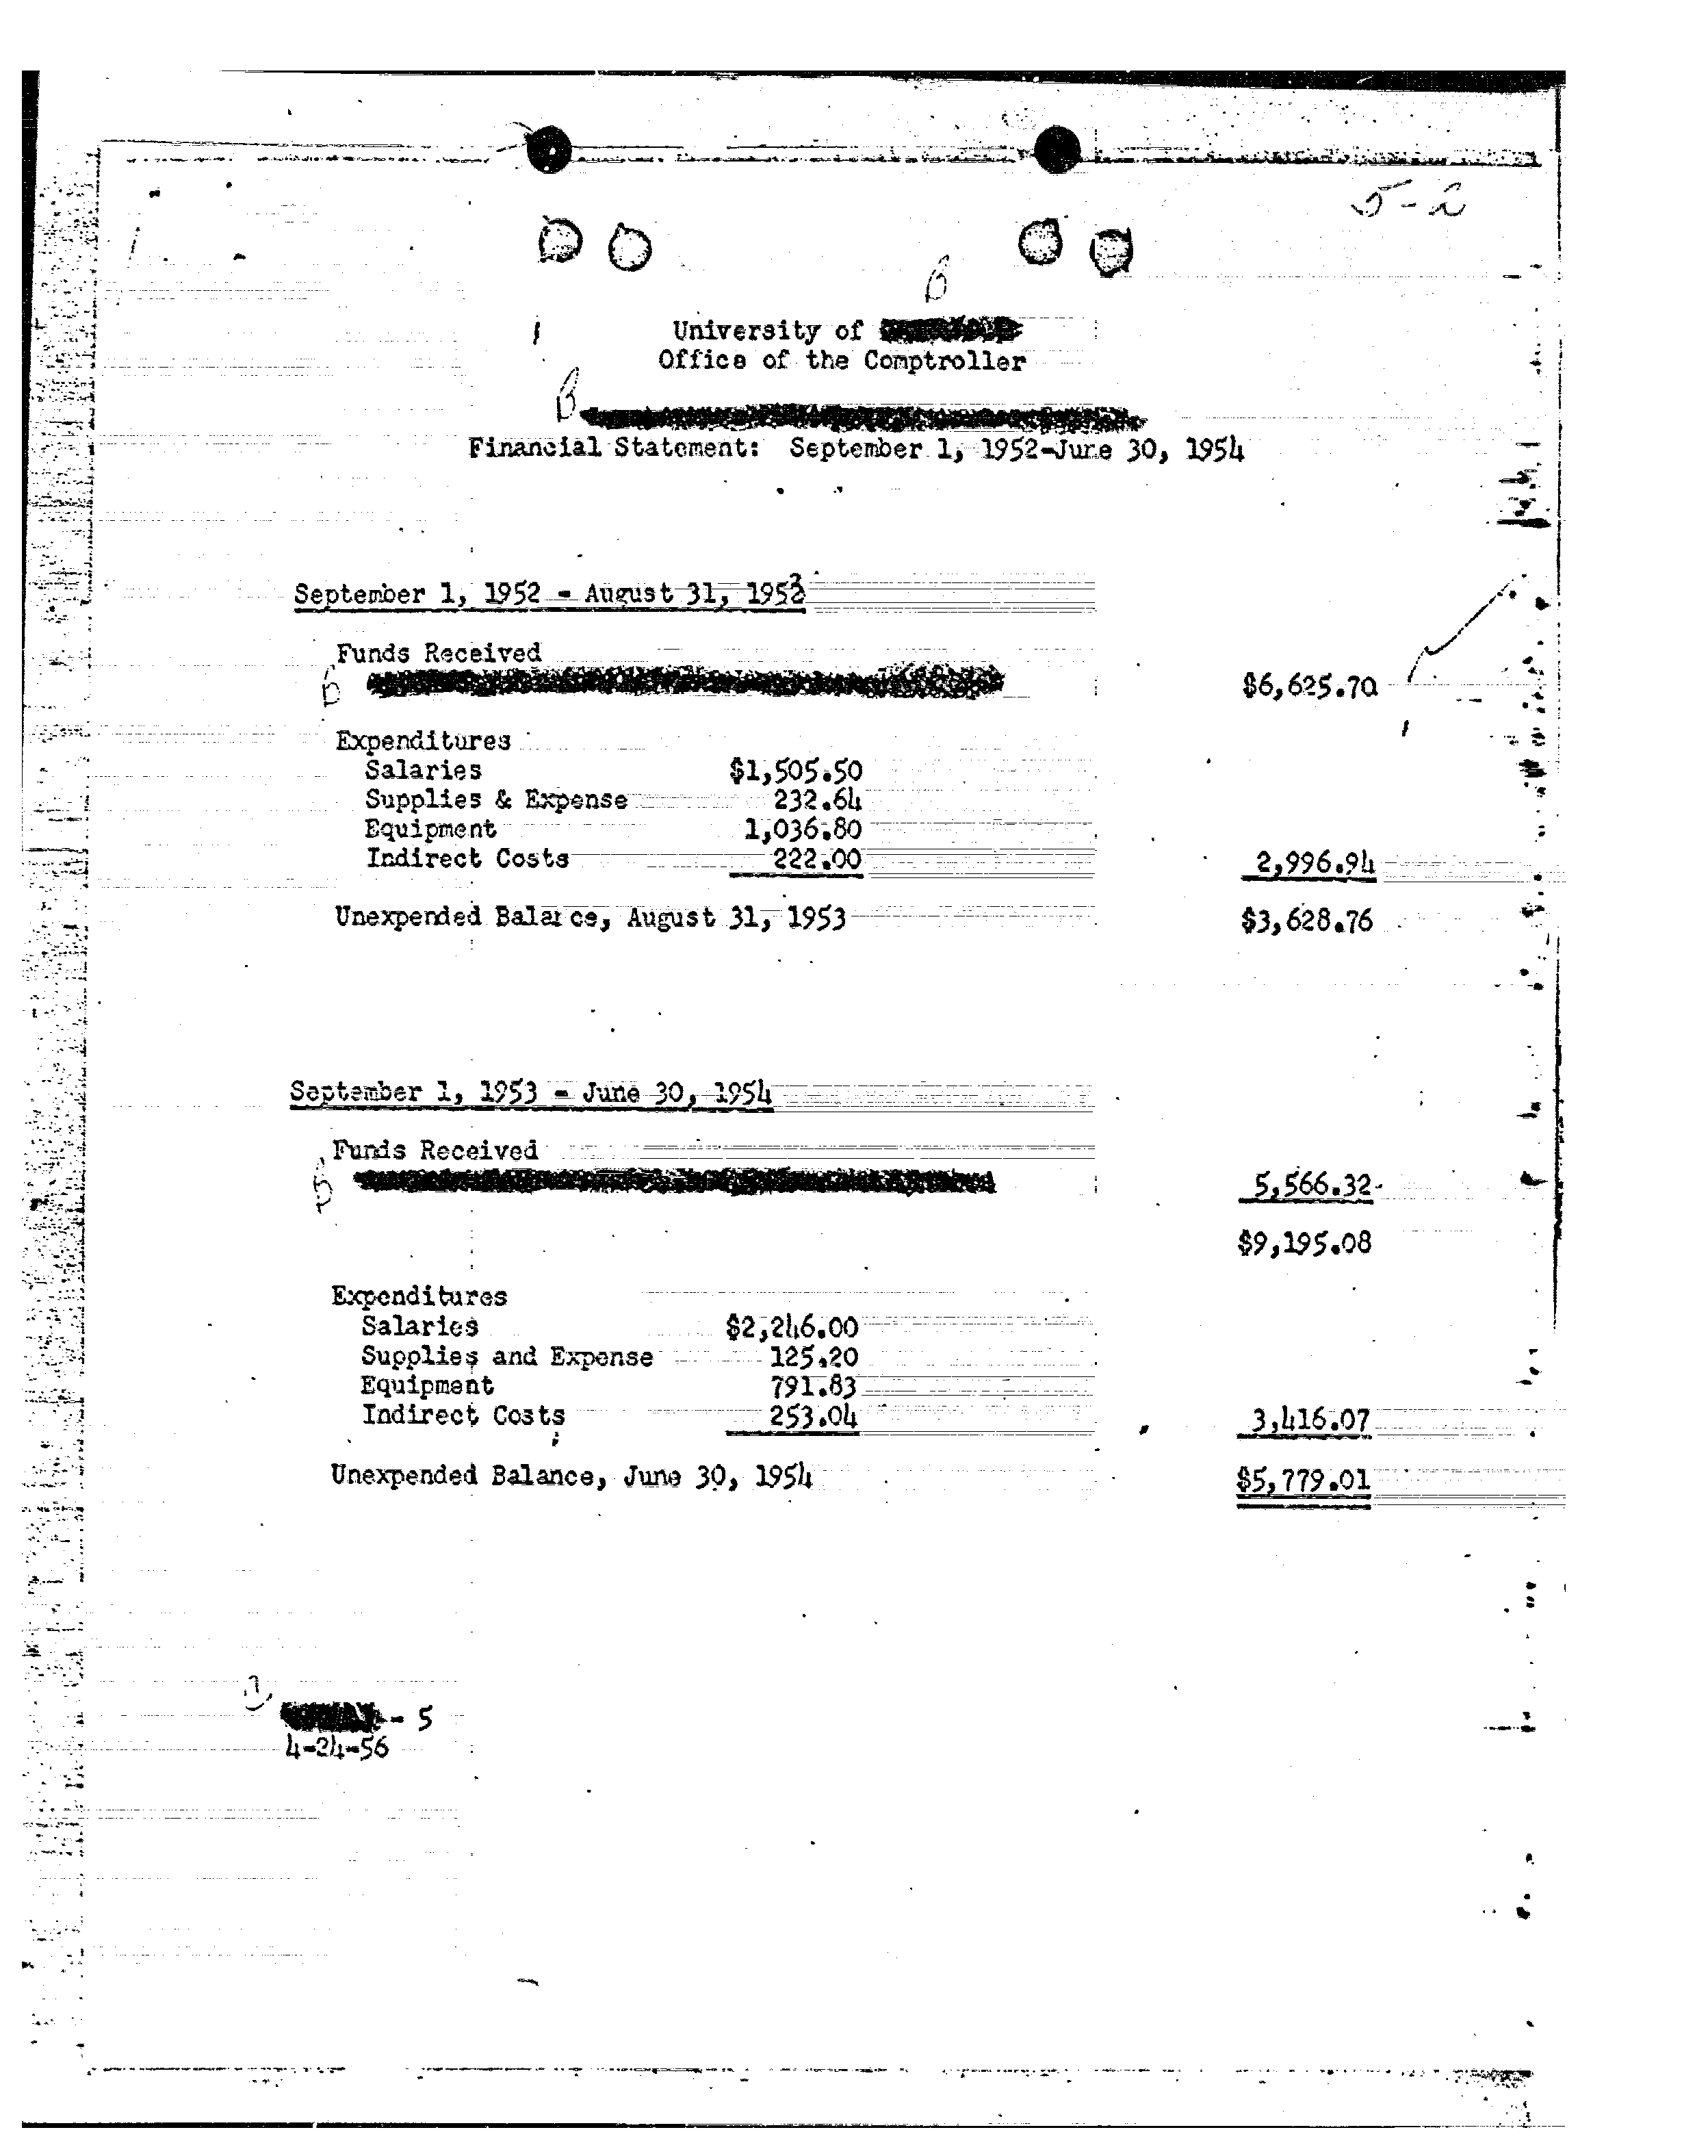 5-2
B
University of
Office of the Comptroller
B
Financial Statement: September 1, 1952-June 30, 1954
September 1, 1952 - August 31, 1953
Funds Received
B
$6,625.70
Expenditures
Salaries $1,505.50
Supplies & Expense 232.64
Equipment 1,036.80
Indirect Costs 222.00 2,996.94
Unexpended Balance, August 31, 1953 $3,628.76
September 1, 1953 - June 30, 1954
Funds Received
B 5,566.32
$9,195.08
Expenditures
Salaries $2,246.00
Supplies and Expense 125.20
Equipment 791.83
Indirect Costs 253.04 3,416.07
Unexpended Balance, June 30, 1954 $5,779.01
- 5
4-24-56